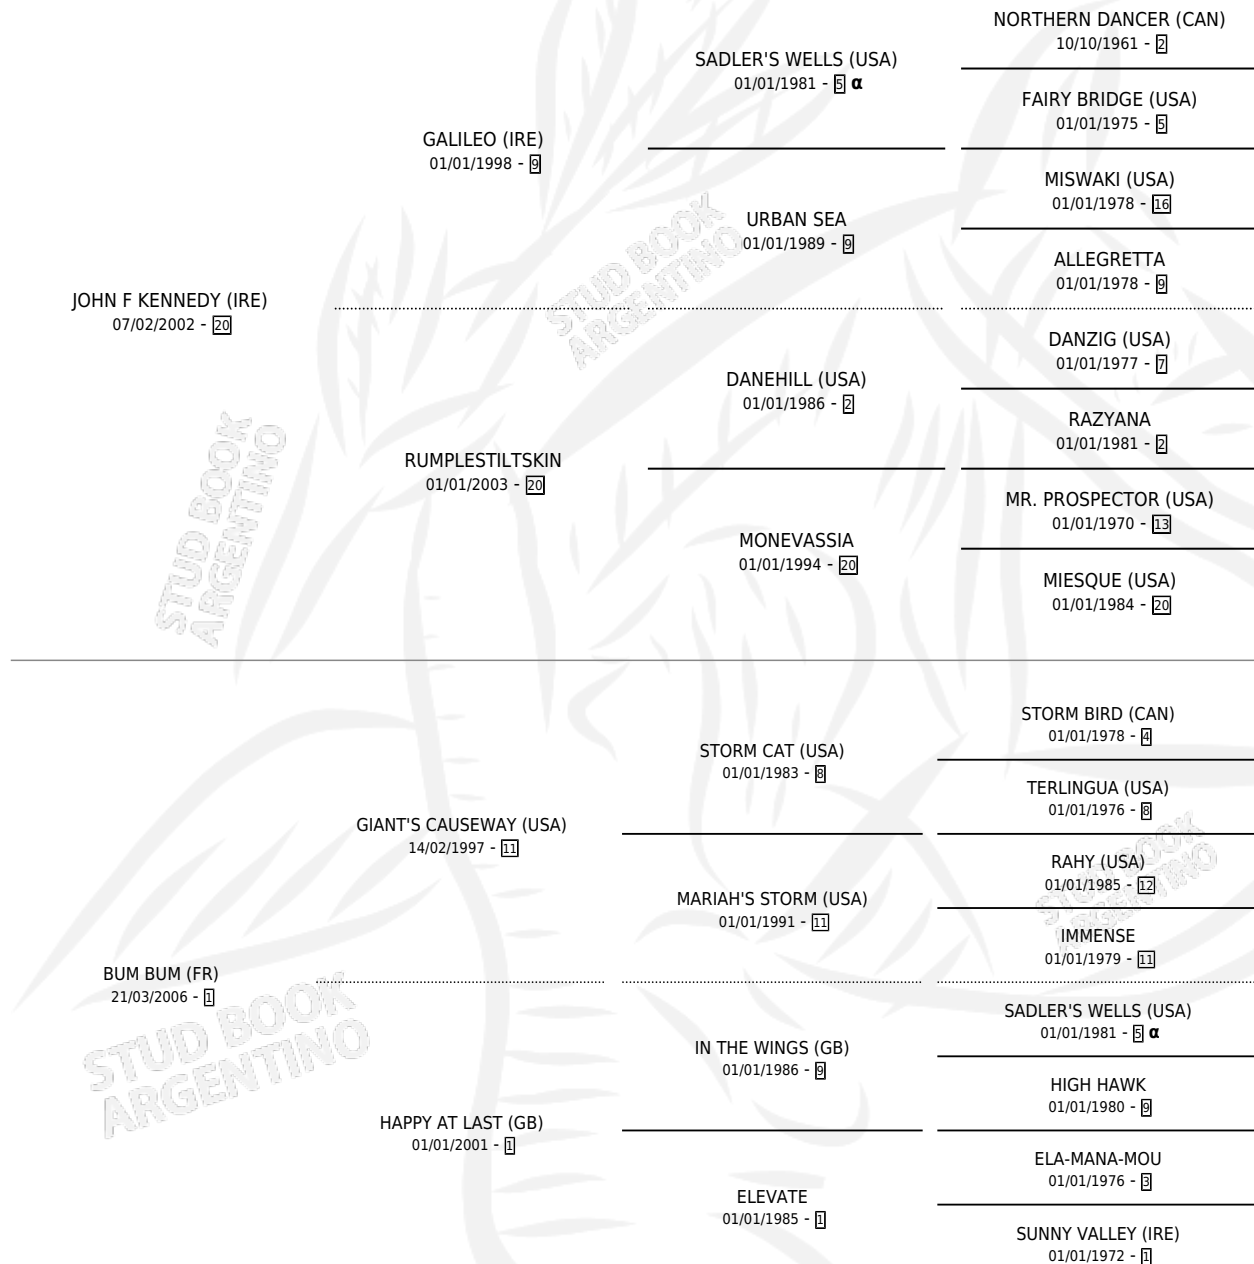 NORTHERN DANCER (CAN)
10/10/1961 - 2
SADLER'S WELLS (USA)
01/01/1981 - 5 α
FAIRY BRIDGE (USA)
01/01/1975 - 5
GALILEO (IRE)
01/01/1998 - 9
MISWAKI (USA)
01/01/1978 - 16
URBAN SEA
01/01/1989 - 9
ALLEGRETTA
01/01/1978 - 9
JOHN F KENNEDY (IRE)
07/02/2002 - 20
DANZIG (USA)
01/01/1977 - 7
DANEHILL (USA)
01/01/1986 - 2
RAZYANA
01/01/1981 - 2
RUMPLESTILTSKIN
01/01/2003 - 20
MR. PROSPECTOR (USA)
01/01/1970 - 13
MONEVASSIA
01/01/1994 - 20
MIESQUE (USA)
01/01/1984 - 20
STORM BIRD (CAN)
01/01/1978 - 4
STORM CAT (USA)
01/01/1983 - 8
TERLINGUA (USA)
01/01/1976 - 8
GIANT'S CAUSEWAY (USA)
14/02/1997 - 11
RAHY (USA)
01/01/1985 - 12
MARIAH'S STORM (USA)
01/01/1991 - 11
IMMENSE
01/01/1979 - 11
BUM BUM (FR)
21/03/2006 - 1
SADLER'S WELLS (USA)
01/01/1981 - 5 α
IN THE WINGS (GB)
01/01/1986 - 9
HIGH HAWK
01/01/1980 - 9
HAPPY AT LAST (GB)
01/01/2001 - 1
ELA-MANA-MOU
01/01/1976 - 3
ELEVATE
01/01/1985 - 1
SUNNY VALLEY (IRE)
01/01/1972 - 1
STUD BOOK
ARGENTINO
STUD BOOK
ARGENTINO
STUD BOOK
ARGENTINO
STUD BOOK
ARGENTINO